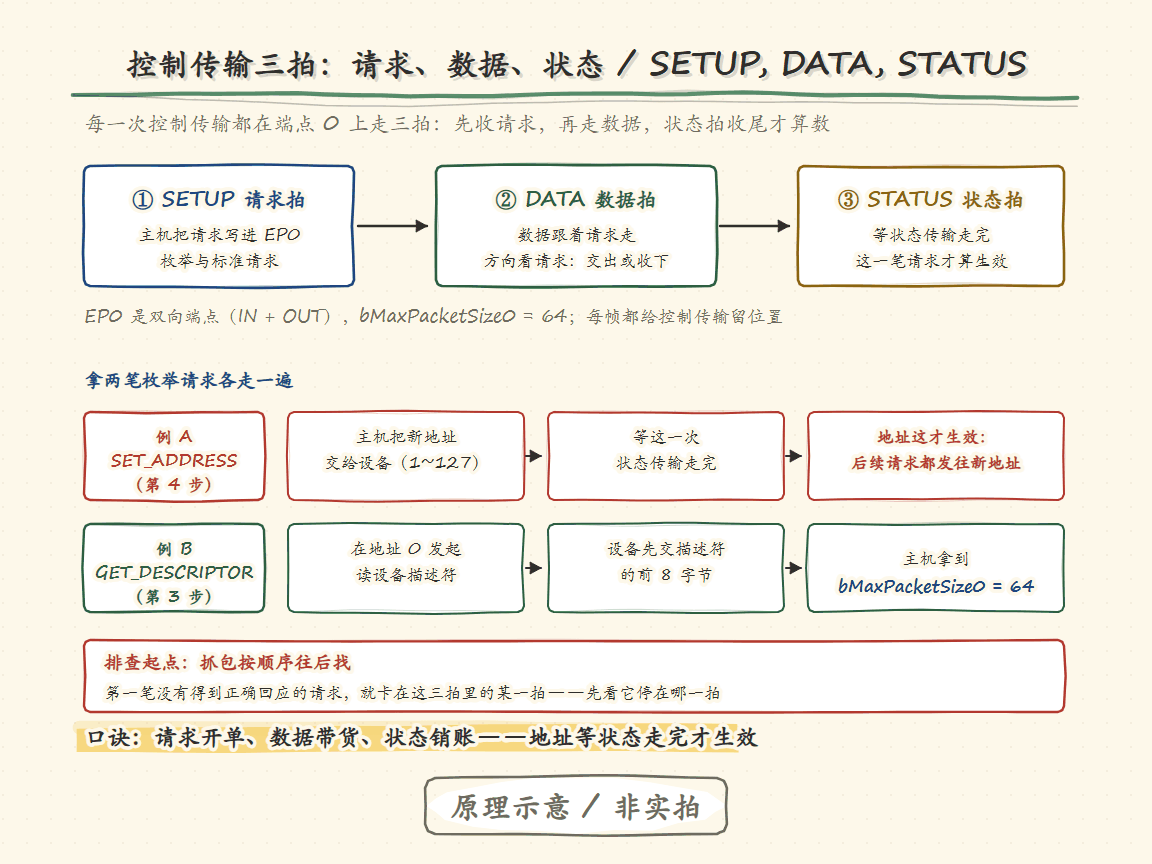 控制传输三拍：请求、数据、状态 / SETUP, DATA, STATUS
每一次控制传输都在端点 0 上走三拍：先收请求，再走数据，状态拍收尾才算数
① SETUP 请求拍
主机把请求写进 EP0
枚举与标准请求
② DATA 数据拍
数据跟着请求走
方向看请求：交出或收下
③ STATUS 状态拍
等状态传输走完
这一笔请求才算生效
EP0 是双向端点（IN + OUT），bMaxPacketSize0 = 64；每帧都给控制传输留位置
拿两笔枚举请求各走一遍
例 A
SET_ADDRESS
（第 4 步）
主机把新地址
交给设备（1~127）
等这一次
状态传输走完
地址这才生效：
后续请求都发往新地址
例 B
GET_DESCRIPTOR
（第 3 步）
在地址 0 发起
读设备描述符
设备先交描述符
的前 8 字节
主机拿到
bMaxPacketSize0 = 64
排查起点：抓包按顺序往后找
第一笔没有得到正确回应的请求，就卡在这三拍里的某一拍——先看它停在哪一拍
口诀：请求开单、数据带货、状态销账——地址等状态走完才生效
原理示意 / 非实拍